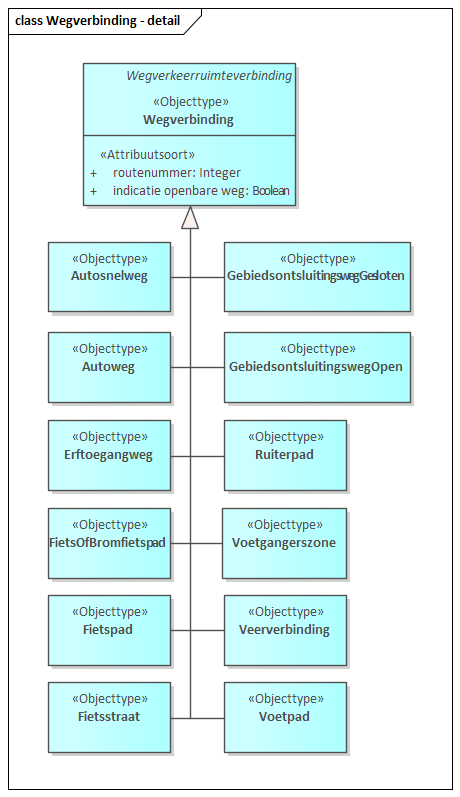 class Wegverbinding - detail
Wegverkeerruimteverbinding
«Objecttype»
Wegverbinding
«Attribuutsoort»
+ routenummer: Integer
+ indicatie openbare weg: Boolean
«Objecttype»
Autosnelweg
«Objecttype»
GebiedsontsluitingswegGesloten
«Objecttype»
Autoweg
«Objecttype»
GebiedsontsluitingswegOpen
«Objecttype»
Erftoegangweg
«Objecttype»
Ruiterpad
«Objecttype»
FietsOfBromfietspad
«Objecttype»
Voetgangerszone
«Objecttype»
Fietspad
«Objecttype»
Veerverbinding
«Objecttype»
Fietsstraat
«Objecttype»
Voetpad